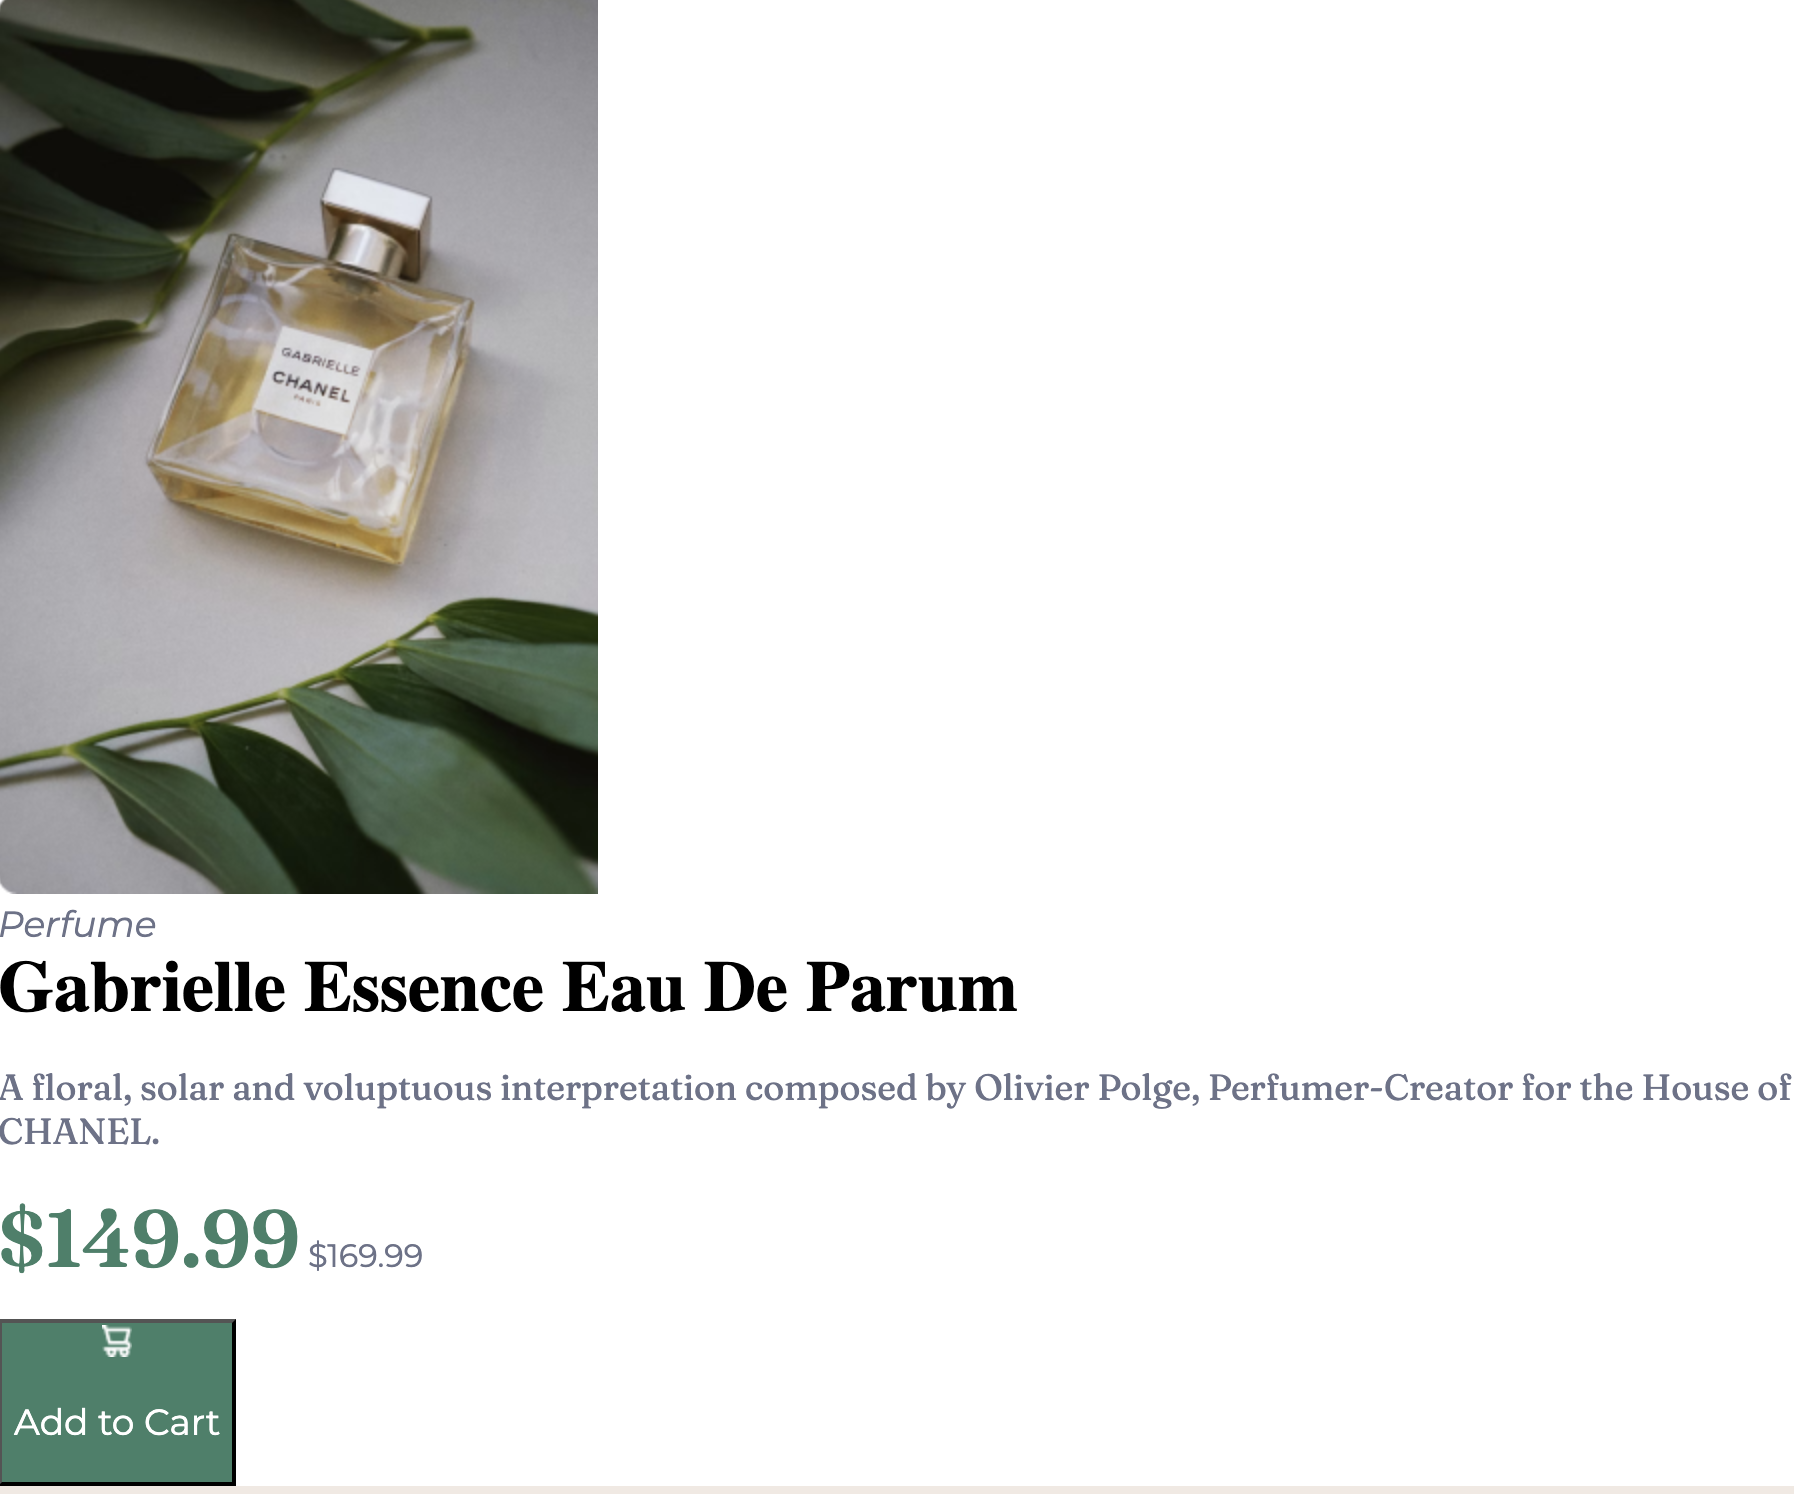 GABRIELLE
CHANEL
PARIS
Perfume
Gabrielle Essence Eau De Parum
A floral, solar and voluptuous interpretation composed by Olivier Polge, Perfumer-Creator for the House of
CHANEL.
$149.99 $169.99
Add to Cart